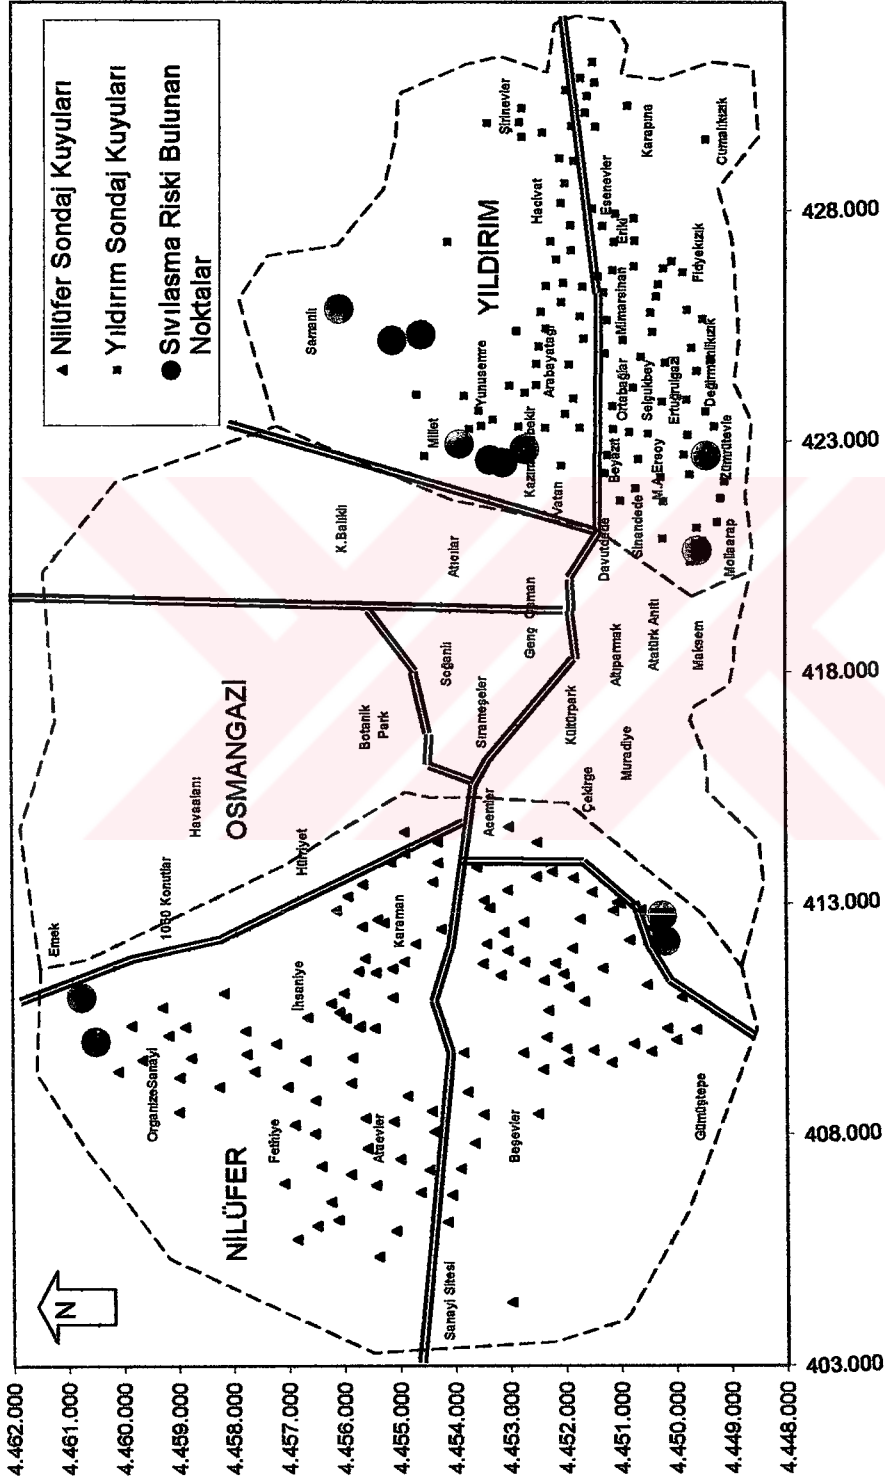 Nilüfer Sondaj Kuyuları
Yıldırım Sondaj Kuyuları
Sıvılasma Riski Bulunan
Noktalar
N
4.462.000
4.461.000
4.460.000
4.459.000
4.458.000
4.457.000
4.456.000
4.455.000
4.454.000
4.453.000
4.452.000
4.451.000
4.450.000
4.449.000
4.448.000
403.000
408.000
413.000
418.000
423.000
428.000
NİLÜFER
OSMANGAZİ
YILDIRIM
Emek
1050 Konutlar
Havaalanı
OrganizeSanayi
Hürriyet
Fethiye
İhsaniye
Karaman
Ataevler
Sanayi Sitesi
Beşevler
Gümüştepe
Acemler
Botanik
Park
Soğanlı
Sırameşeler
K.Balıklı
Atıcılar
Genç Osman
Kültürpark
Çekirge
Muradiye
Altıparmak
Atatürk Anıtı
Maksem
Samanlı
Millet
Yunusemre
Arabayatağı
Vatan
Davutdede
Sinandede
Mollaarap
Beyazıt
M.A.Ersoy
Zümrütevle
Ortabağlar
Selçukbey
Ertuğrulgazi
Değirmanlıkızık
Mimarsinan
Fidyekızık
Hacivat
Esenevler
Şirinevler
Karapına
Cumalıkızık